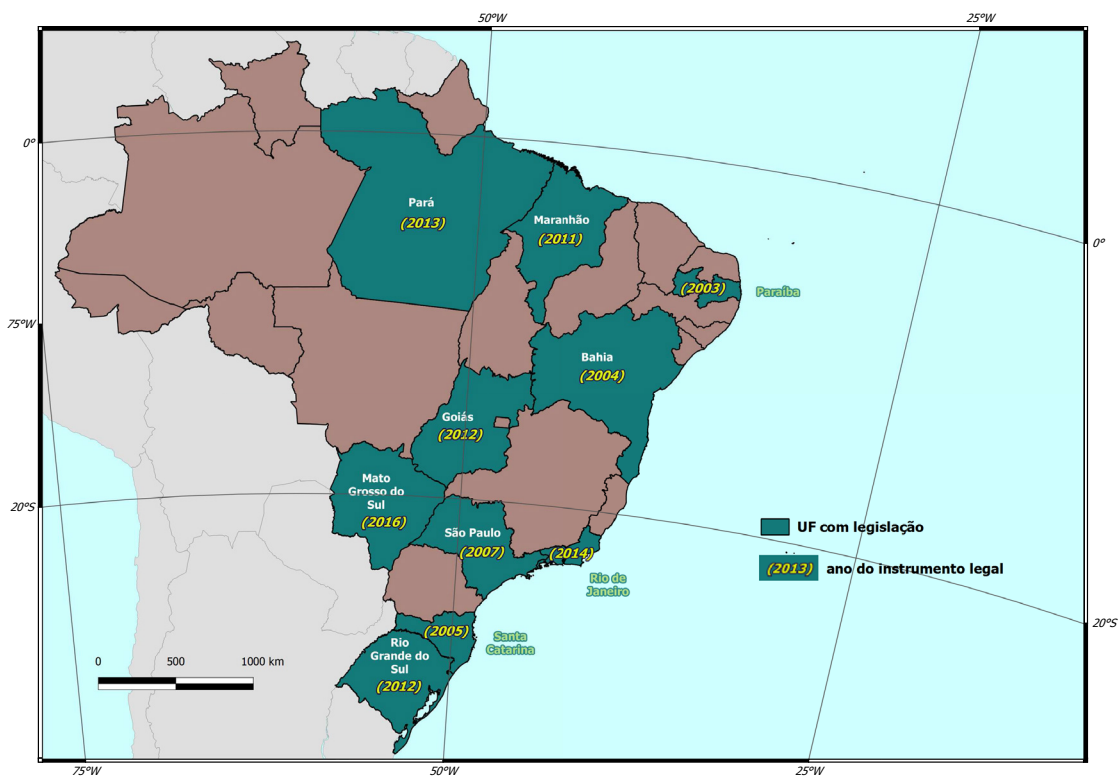 50°W
25°W
0°
Pará
(2013)
Maranhão
(2011)
0°
(2003)
Paraíba
75°W
Bahia
(2004)
Goiás
(2012)
Mato
Grosso do
Sul
(2016)
20°S
São Paulo
(2007)
(2014)
Rio de
Janeiro
UF com legislação
(2013) ano do instrumento legal
(2005)
Santa
Catarina
20°S
Rio
Grande do
Sul
(2012)
0 500 1000 km
75°W
50°W
25°W